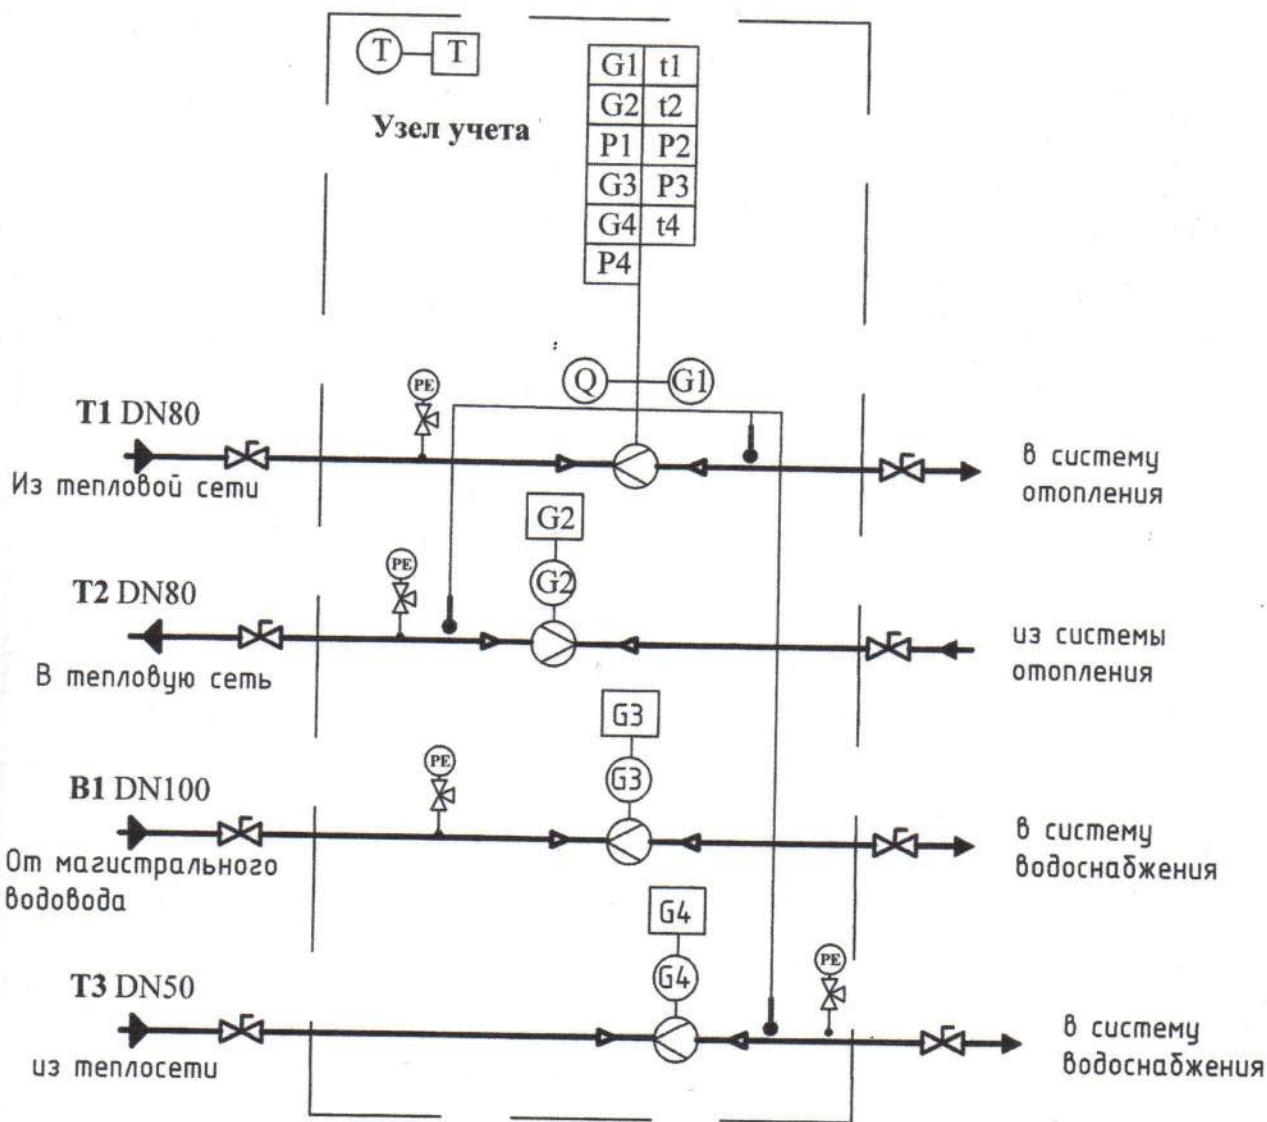 T T
Узел учета
G1 t1
G2 t2
P1 P2
G3 P3
G4 t4
P4
Q G1
PE
T1 DN80
Из тепловой сети
в систему
отопления
G2
G2
PE
T2 DN80
В тепловую сеть
из системы
отопления
G3
G3
PE
B1 DN100
От магистрального
водовода
в систему
водоснабжения
G4
G4
PE
T3 DN50
из теплосети
в систему
водоснабжения